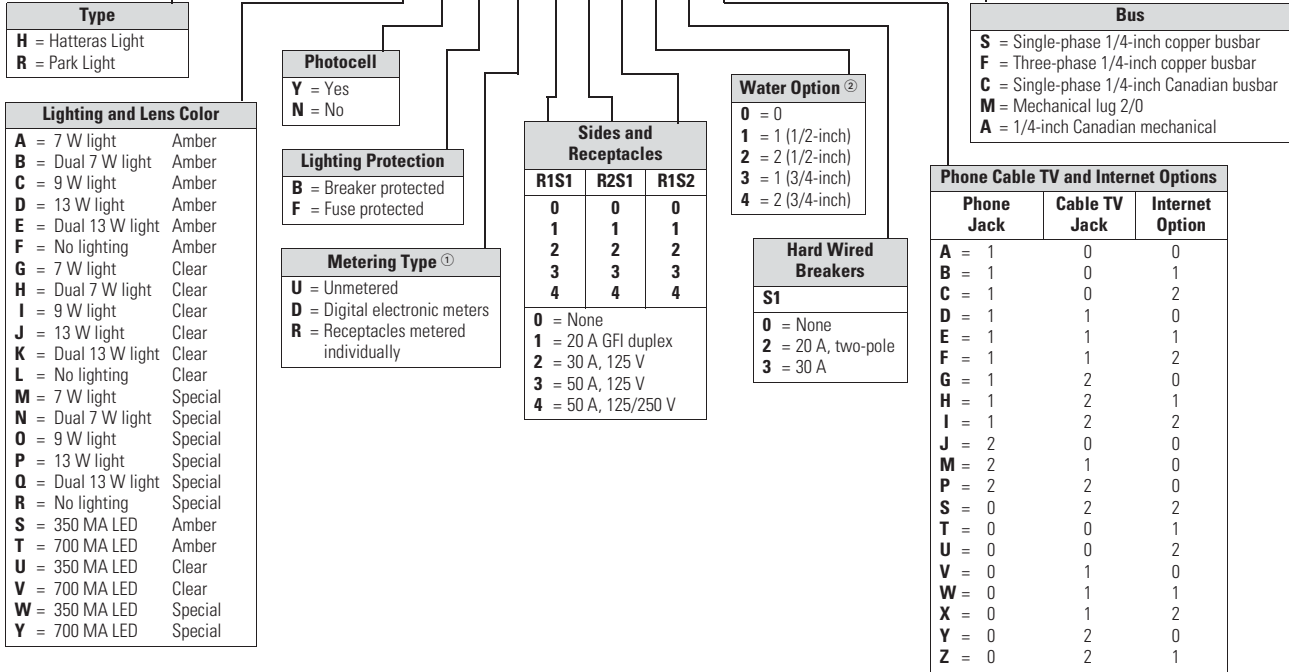 Type
H = Hatteras Light
R = Park Light
Lighting and Lens Color
A = 7 W light Amber
B = Dual 7 W light Amber
C = 9 W light Amber
D = 13 W light Amber
E = Dual 13 W light Amber
F = No lighting Amber
G = 7 W light Clear
H = Dual 7 W light Clear
I = 9 W light Clear
J = 13 W light Clear
K = Dual 13 W light Clear
L = No lighting Clear
M = 7 W light Special
N = Dual 7 W light Special
O = 9 W light Special
P = 13 W light Special
Q = Dual 13 W light Special
R = No lighting Special
S = 350 MA LED Amber
T = 700 MA LED Amber
U = 350 MA LED Clear
V = 700 MA LED Clear
W = 350 MA LED Special
Y = 700 MA LED Special
Photocell
Y = Yes
N = No
Lighting Protection
B = Breaker protected
F = Fuse protected
Metering Type ①
U = Unmetered
D = Digital electronic meters
R = Receptacles metered
individually
Sides and
Receptacles
R1S1 R2S1 R1S2
0 0 0
1 1 1
2 2 2
3 3 3
4 4 4
0 = None
1 = 20 A GFI duplex
2 = 30 A, 125 V
3 = 50 A, 125 V
4 = 50 A, 125/250 V
Water Option ②
0 = 0
1 = 1 (1/2-inch)
2 = 2 (1/2-inch)
3 = 1 (3/4-inch)
4 = 2 (3/4-inch)
Hard Wired
Breakers
S1
0 = None
2 = 20 A, two-pole
3 = 30 A
Bus
S = Single-phase 1/4-inch copper busbar
F = Three-phase 1/4-inch copper busbar
C = Single-phase 1/4-inch Canadian busbar
M = Mechanical lug 2/0
A = 1/4-inch Canadian mechanical
Phone Cable TV and Internet Options
Phone Cable TV Internet
Jack Jack Option
A = 1 0 0
B = 1 0 1
C = 1 0 2
D = 1 1 0
E = 1 1 1
F = 1 1 2
G = 1 2 0
H = 1 2 1
I = 1 2 2
J = 2 0 0
M = 2 1 0
P = 2 2 0
S = 0 2 2
T = 0 0 1
U = 0 0 2
V = 0 1 0
W = 0 1 1
X = 0 1 2
Y = 0 2 0
Z = 0 2 1